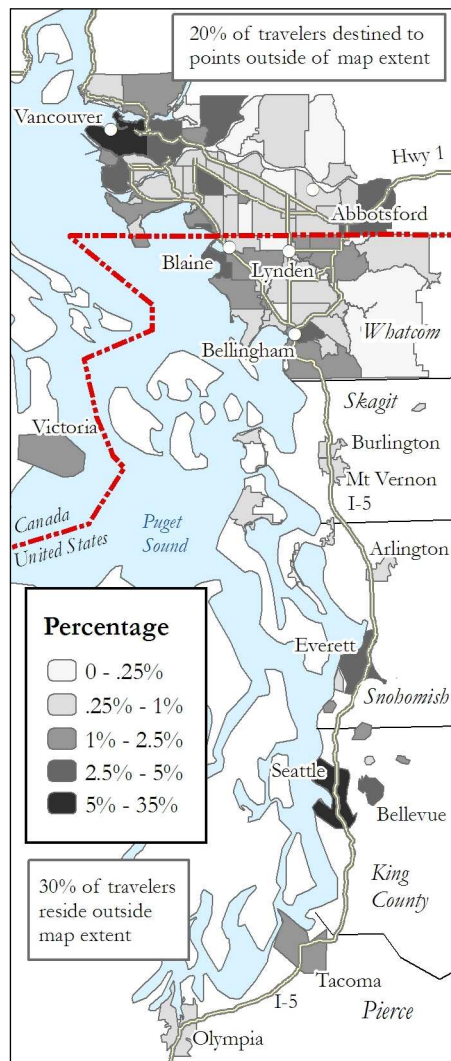 20% of travelers destined to
points outside of map extent
Vancouver
Hwy 1
Abbotsford
Blaine
Lynden
Whatcom
Bellingham
Skagit
Victoria
Burlington
Mt Vernon
I-5
Canada
United States
Puget
Sound
Arlington
Percentage
0 - .25%
.25% - 1%
1% - 2.5%
2.5% - 5%
5% - 35%
Everett
Snohomish
Seattle
Bellevue
30% of travelers
reside outside
map extent
King
County
Tacoma
I-5
Pierce
Olympia